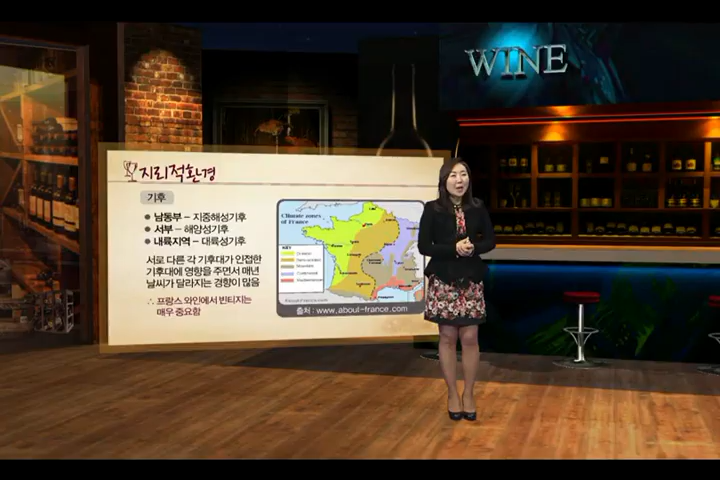 WINE
지리적환경
기후
남동부 - 지중해성기후
서부 - 해양성기후
내륙지역 - 대륙성기후
서로 다른 각 기후대가 인접한
기후대에 영향을 주면서 매년
날씨가 달라지는 경향이 많음
∴ 프랑스 와인에서 빈티지는
매우 중요함
Climate zones
of France
About-France.com
출처 : www.about-france.com